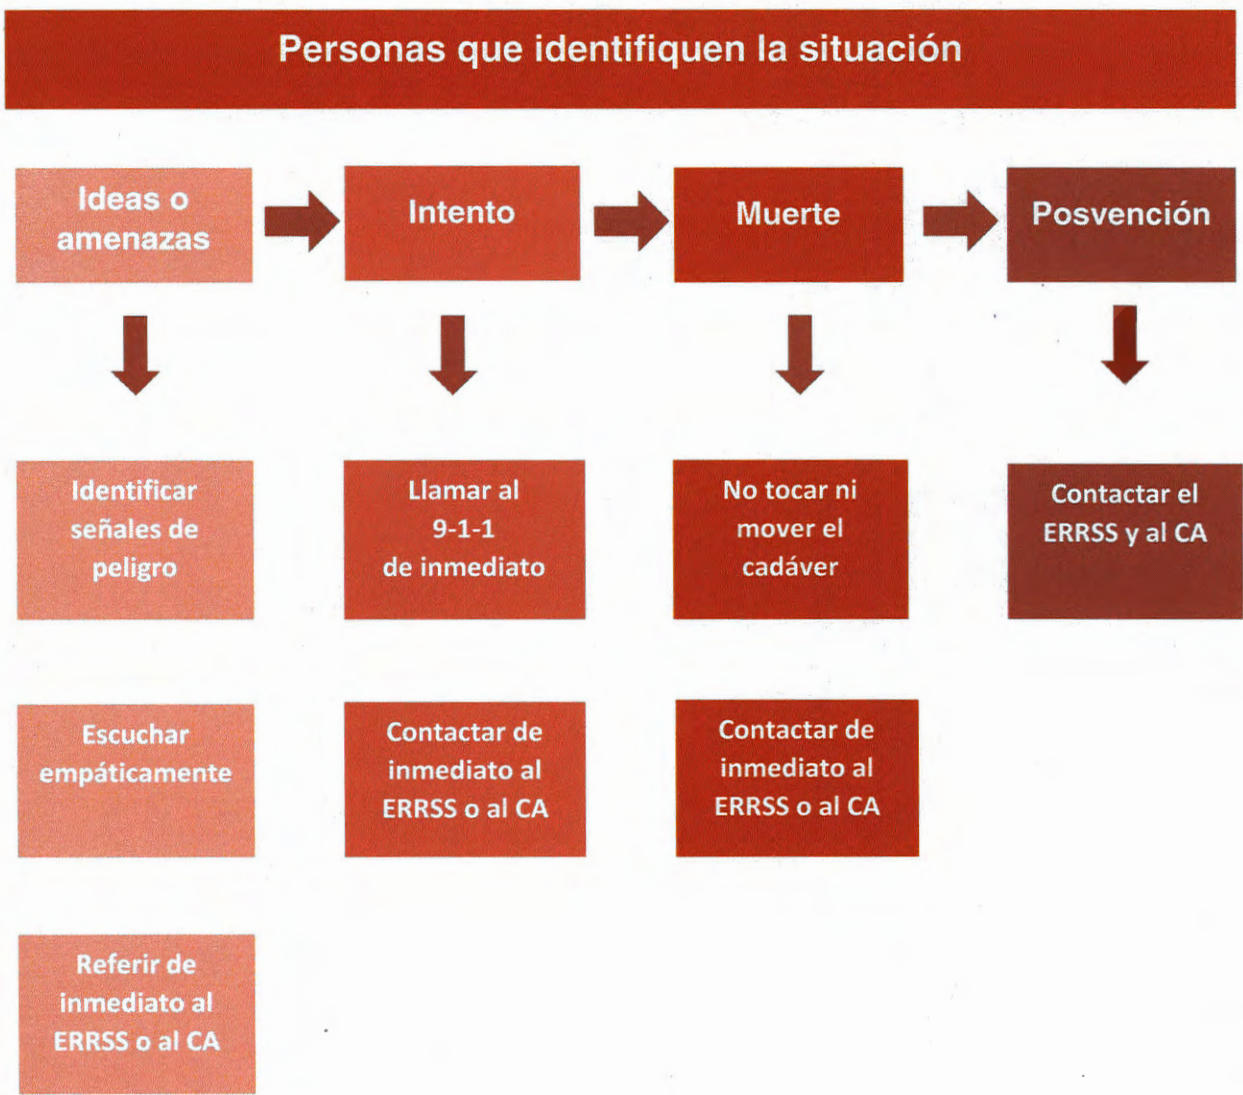 Personas que identifiquen la situación
Ideas o
amenazas
Intento
Muerte
Posvención
Identificar
señales de
peligro
Llamar al
9-1-1
de inmediato
No tocar ni
mover el
cadáver
Contactar el
ERRSS y al CA
Escuchar
empáticamente
Contactar de
inmediato al
ERRSS o al CA
Contactar de
inmediato al
ERRSS o al CA
Referir de
inmediato al
ERRSS o al CA